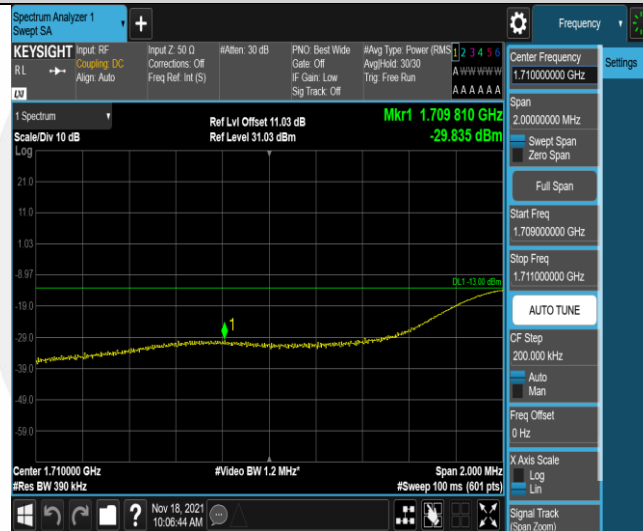 Spectrum Analyzer 1
Swept SA
+
Frequency
KEYSIGHT
RL
LXI
Input: RF
Coupling: DC
Align: Auto
Input Z: 50 Ω
Corrections: Off
Freq Ref: Int (S)
#Atten: 30 dB
PNO: Best Wide
Gate: Off
IF Gain: Low
Sig Track: Off
#Avg Type: Power (RMS
Avg|Hold: 30/30
Trig: Free Run
1 2 3 4 5 6
A W W W W W
A A A A A A
1 Spectrum
Scale/Div 10 dB
Log
Ref Lvl Offset 11.03 dB
Ref Level 31.03 dBm
Mkr1 1.709 810 GHz
-29.835 dBm
21.0
11.0
1.03
-8.97
DL1 -13.00 dBm
-19.0
1
-29.0
-39.0
-49.0
-59.0
Center 1.710000 GHz
#Res BW 390 kHz
#Video BW 1.2 MHz*
Span 2.000 MHz
#Sweep 100 ms (601 pts)
?
Nov 18, 2021
10:06:44 AM
Center Frequency
1.710000000 GHz
Span
2.00000000 MHz
Swept Span
Zero Span
Full Span
Start Freq
1.709000000 GHz
Stop Freq
1.711000000 GHz
AUTO TUNE
CF Step
200.000 kHz
Auto
Man
Freq Offset
0 Hz
X Axis Scale
Log
Lin
Signal Track
(Span Zoom)
Settings